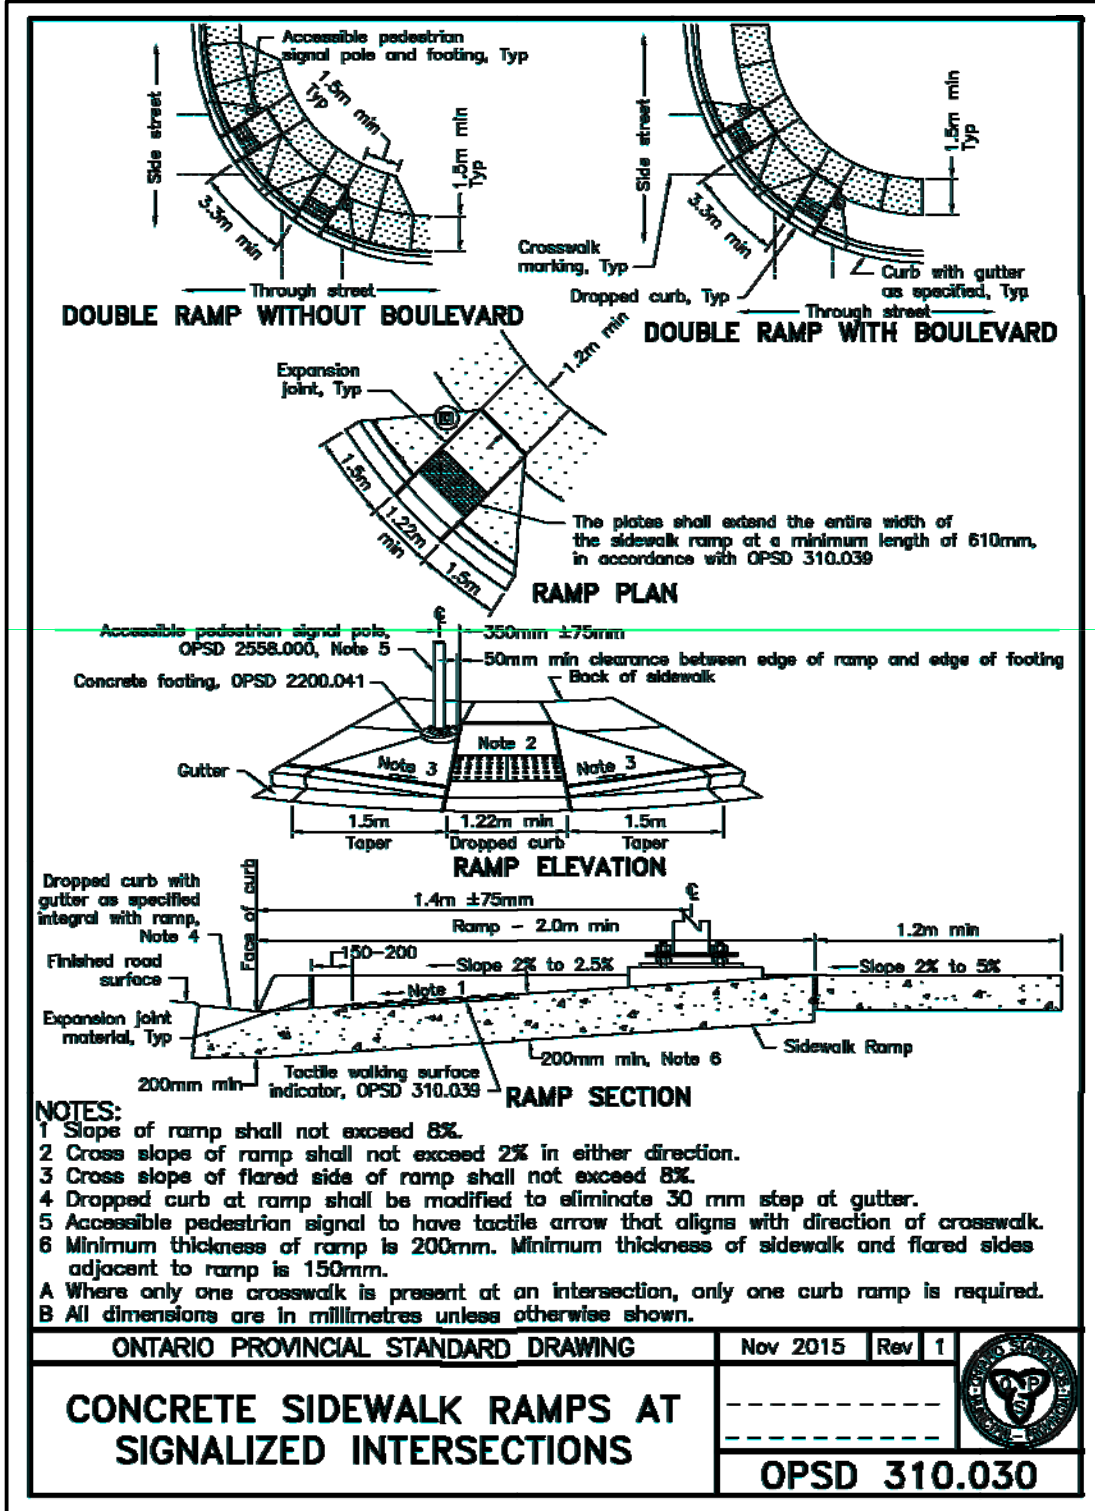 Accessible pedestrian
signal pole and footing, Typ
1.5m min
Typ
1.5m min
Typ
Side street
3.3m min
Through street
DOUBLE RAMP WITHOUT BOULEVARD
Side street
1.5m min
Typ
3.3m min
Crosswalk
marking, Typ
Dropped curb, Typ
Curb with gutter
as specified, Typ
Through street
DOUBLE RAMP WITH BOULEVARD
Expansion
joint, Typ
1.2m min
1.5m
1.22m
min
1.5m
The plates shall extend the entire width of
the sidewalk ramp at a minimum length of 610mm,
in accordance with OPSD 310.039
RAMP PLAN
Accessible pedestrian signal pole,
OPSD 2558.000, Note 5
350mm ±75mm
50mm min clearance between edge of ramp and edge of footing
Concrete footing, OPSD 2200.041
Back of sidewalk
Note 2
Note 3
Note 3
Gutter
1.5m
Taper
1.22m min
Dropped curb
1.5m
Taper
RAMP ELEVATION
Dropped curb with
gutter as specified
integral with ramp,
Note 4
Face of curb
1.4m ±75mm
Ramp – 2.0m min
1.2m min
Finished road
surface
150–200
Slope 2% to 2.5%
Slope 2% to 5%
Note 1
Expansion joint
material, Typ
200mm min
Tactile walking surface
indicator, OPSD 310.039
200mm min, Note 6
Sidewalk Ramp
RAMP SECTION
NOTES:
1 Slope of ramp shall not exceed 8%.
2 Cross slope of ramp shall not exceed 2% in either direction.
3 Cross slope of flared side of ramp shall not exceed 8%.
4 Dropped curb at ramp shall be modified to eliminate 30 mm step at gutter.
5 Accessible pedestrian signal to have tactile arrow that aligns with direction of crosswalk.
6 Minimum thickness of ramp is 200mm. Minimum thickness of sidewalk and flared sides
adjacent to ramp is 150mm.
A Where only one crosswalk is present at an intersection, only one curb ramp is required.
B All dimensions are in millimetres unless otherwise shown.
ONTARIO PROVINCIAL STANDARD DRAWING
Nov 2015 Rev 1
CONCRETE SIDEWALK RAMPS AT
SIGNALIZED INTERSECTIONS
O P S
OPSD 310.030